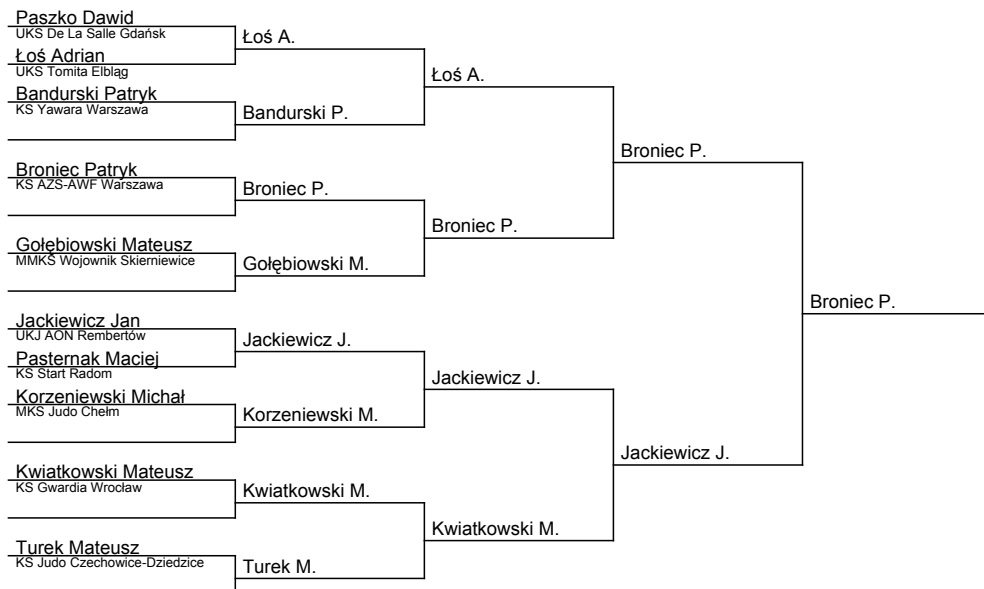 Paszko Dawid
UKS De La Salle Gdańsk
Łoś Adrian
UKS Tomita Elbląg
Bandurski Patryk
KS Yawara Warszawa
Broniec Patryk
KS AZS-AWF Warszawa
Gołębiowski Mateusz
MMKS Wojownik Skierniewice
Jackiewicz Jan
UKJ AON Rembertów
Pasternak Maciej
KS Start Radom
Korzeniewski Michał
MKS Judo Chełm
Kwiatkowski Mateusz
KS Gwardia Wrocław
Turek Mateusz
KS Judo Czechowice-Dziedzice
Łoś A.
Bandurski P.
Broniec P.
Gołębiowski M.
Jackiewicz J.
Korzeniewski M.
Kwiatkowski M.
Turek M.
Łoś A.
Broniec P.
Jackiewicz J.
Kwiatkowski M.
Broniec P.
Jackiewicz J.
Broniec P.